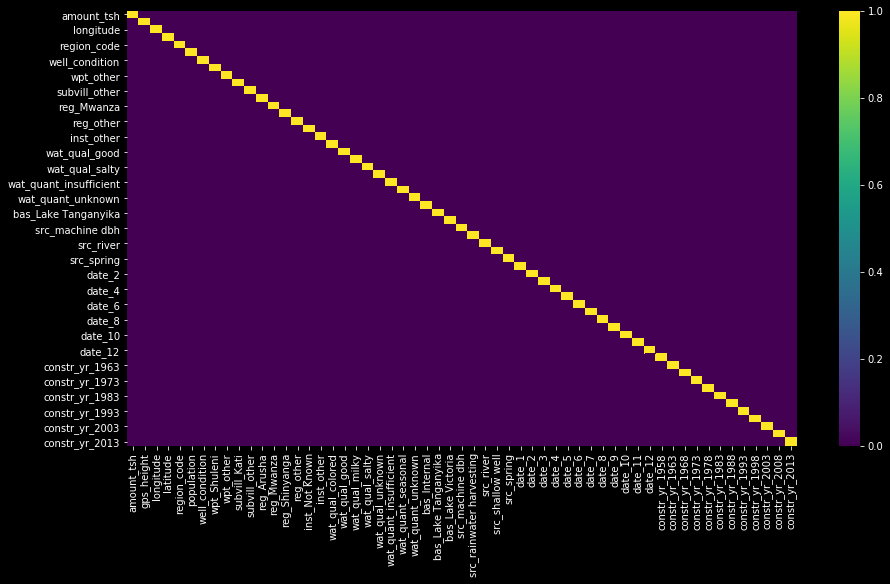 amount_tsh
longitude
region_code
well_condition
wpt_other
subvill_other
reg_Mwanza
reg_other
inst_other
wat_qual_good
wat_qual_salty
wat_quant_insufficient
wat_quant_unknown
bas_Lake Tanganyika
src_machine dbh
src_river
src_spring
date_2
date_4
date_6
date_8
date_10
date_12
constr_yr_1963
constr_yr_1973
constr_yr_1983
constr_yr_1993
constr_yr_2003
constr_yr_2013
amount_tsh
gps_height
longitude
latitude
region_code
population
well_condition
wpt_Shuleni
wpt_other
subvill_Kati
subvill_other
reg_Arusha
reg_Mwanza
reg_Shinyanga
reg_other
inst_Not Known
inst_other
wat_qual_colored
wat_qual_good
wat_qual_milky
wat_qual_salty
wat_qual_unknown
wat_quant_insufficient
wat_quant_seasonal
wat_quant_unknown
bas_Internal
bas_Lake Tanganyika
bas_Lake Victoria
src_machine dbh
src_rainwater harvesting
src_river
src_shallow well
src_spring
date_1
date_2
date_3
date_4
date_5
date_6
date_7
date_8
date_9
date_10
date_11
date_12
constr_yr_1958
constr_yr_1963
constr_yr_1968
constr_yr_1973
constr_yr_1978
constr_yr_1983
constr_yr_1988
constr_yr_1993
constr_yr_1998
constr_yr_2003
constr_yr_2008
constr_yr_2013
1.0
0.8
0.6
0.4
0.2
0.0